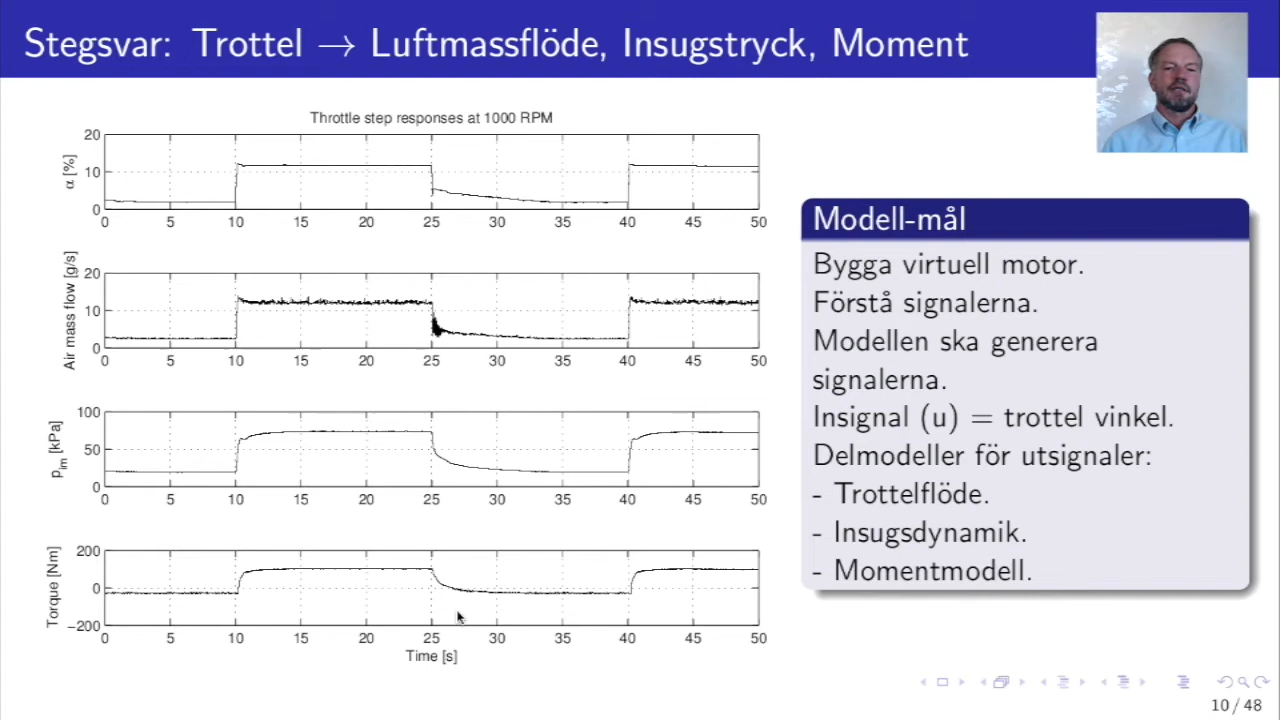 Stegsvar: Trottel → Luftmassflöde, Insugstryck, Moment
Throttle step responses at 1000 RPM
α [%]
20
10
0
0 5 10 15 20 25 30 35 40 45 50
Air mass flow [g/s]
20
10
0
0 5 10 15 20 25 30 35 40 45 50
p_im [kPa]
100
50
0
0 5 10 15 20 25 30 35 40 45 50
Torque [Nm]
200
0
−200
0 5 10 15 20 25 30 35 40 45 50
Time [s]
Modell-mål
Bygga virtuell motor.
Förstå signalerna.
Modellen ska generera
signalerna.
Insignal (u) = trottel vinkel.
Delmodeller för utsignaler:
- Trottelflöde.
- Insugsdynamik.
- Momentmodell.
10 / 48